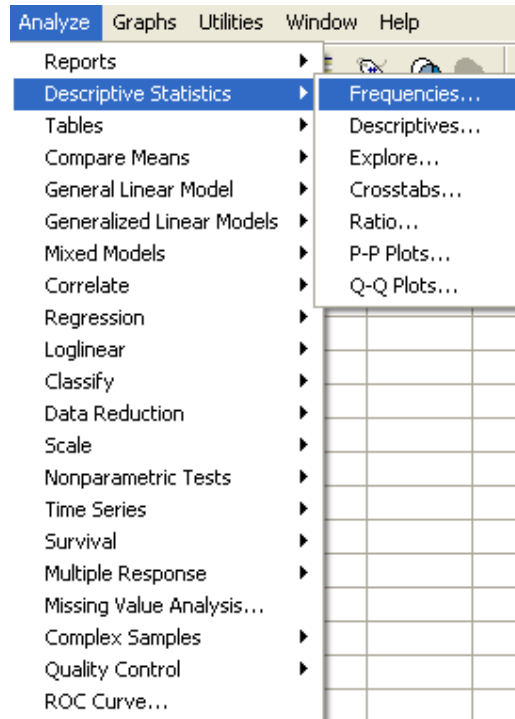 Analyze Graphs Utilities Window Help
Reports
Descriptive Statistics
Tables
Compare Means
General Linear Model
Generalized Linear Models
Mixed Models
Correlate
Regression
Loglinear
Classify
Data Reduction
Scale
Nonparametric Tests
Time Series
Survival
Multiple Response
Missing Value Analysis...
Complex Samples
Quality Control
ROC Curve...
Frequencies...
Descriptives...
Explore...
Crosstabs...
Ratio...
P-P Plots...
Q-Q Plots...